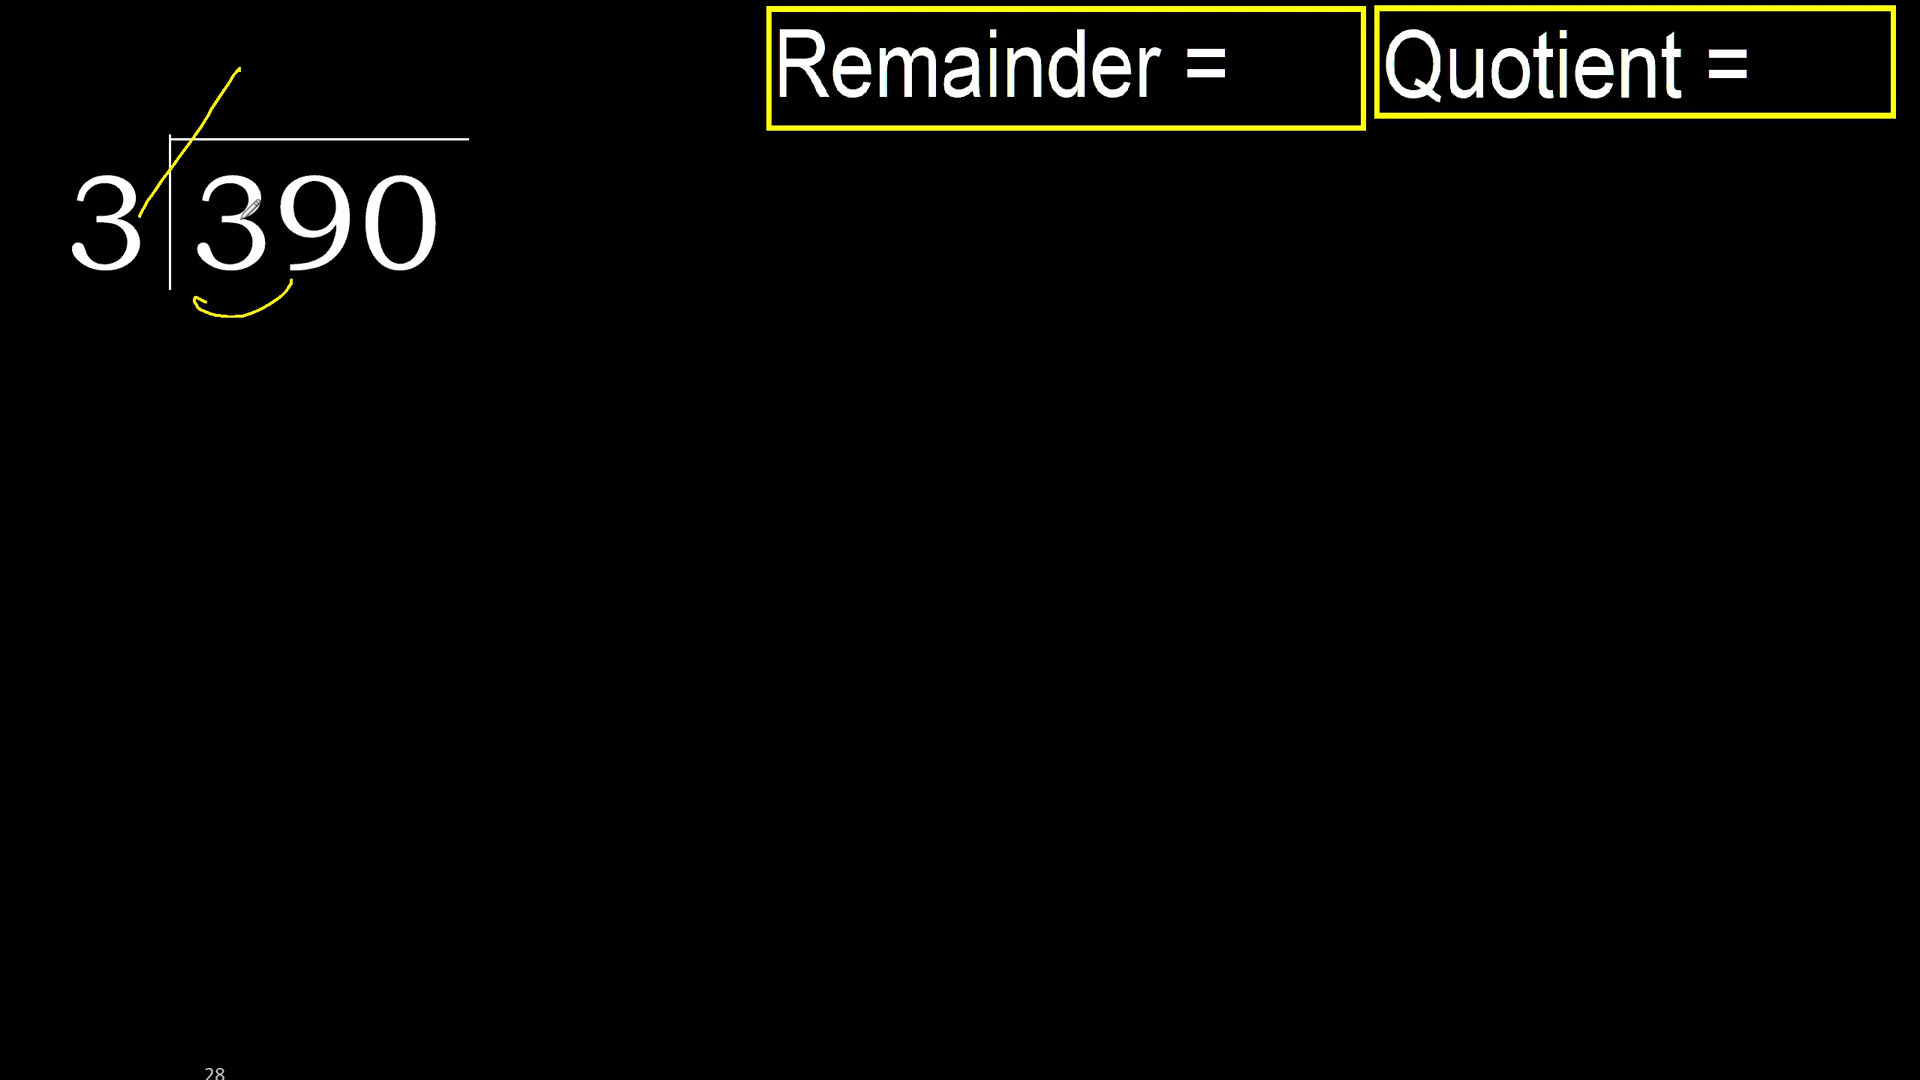 Remainder = Quotient =
3 390
28